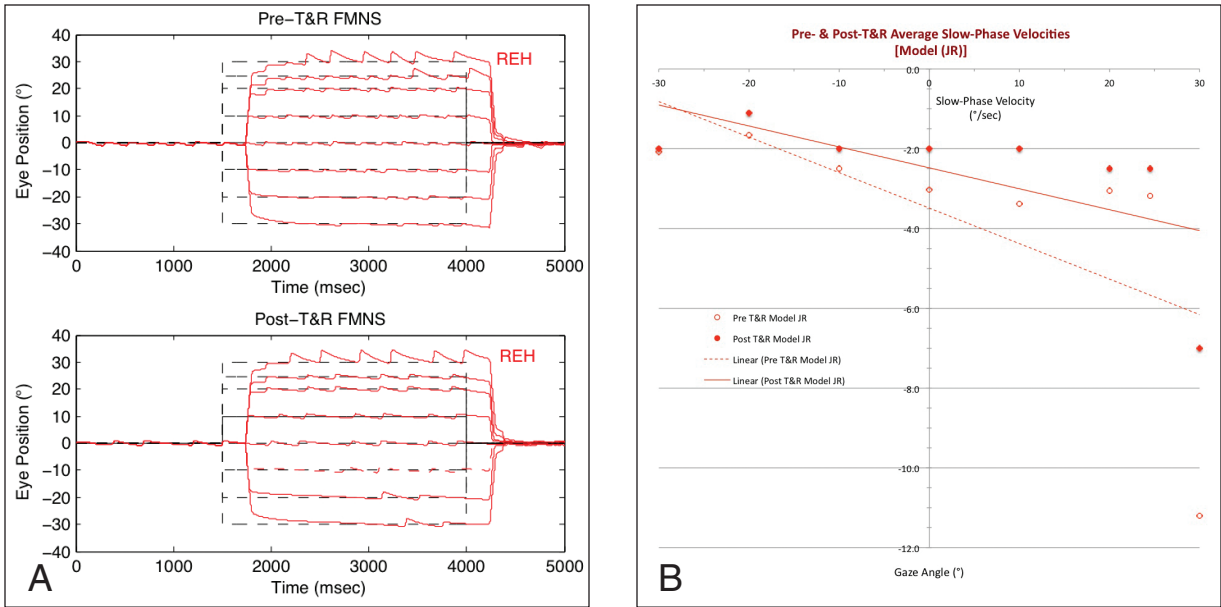 Pre−T&R FMNS
40
30
20
10
0
−10
−20
−30
−40
Eye Position (°)
REH
0 1000 2000 3000 4000 5000
Time (msec)
Post−T&R FMNS
40
30
20
10
0
−10
−20
−30
−40
Eye Position (°)
REH
0 1000 2000 3000 4000 5000
Time (msec)
A
Pre- & Post-T&R Average Slow-Phase Velocities
[Model (JR)]
-30 -20 -10 0 10 20 30
0.0
Slow-Phase Velocity
(°/sec)
-2.0
-4.0
-6.0
-8.0
-10.0
-12.0
Pre T&R Model JR
Post T&R Model JR
Linear (Pre T&R Model JR)
Linear (Post T&R Model JR)
Gaze Angle (°)
B